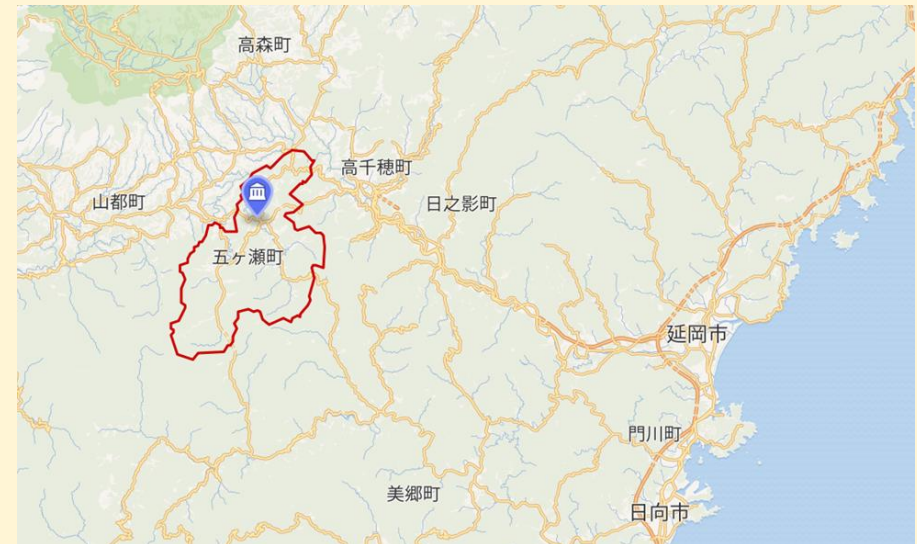 高森町
高千穂町
山都町
日之影町
五ヶ瀬町
延岡市
門川町
美郷町
日向市